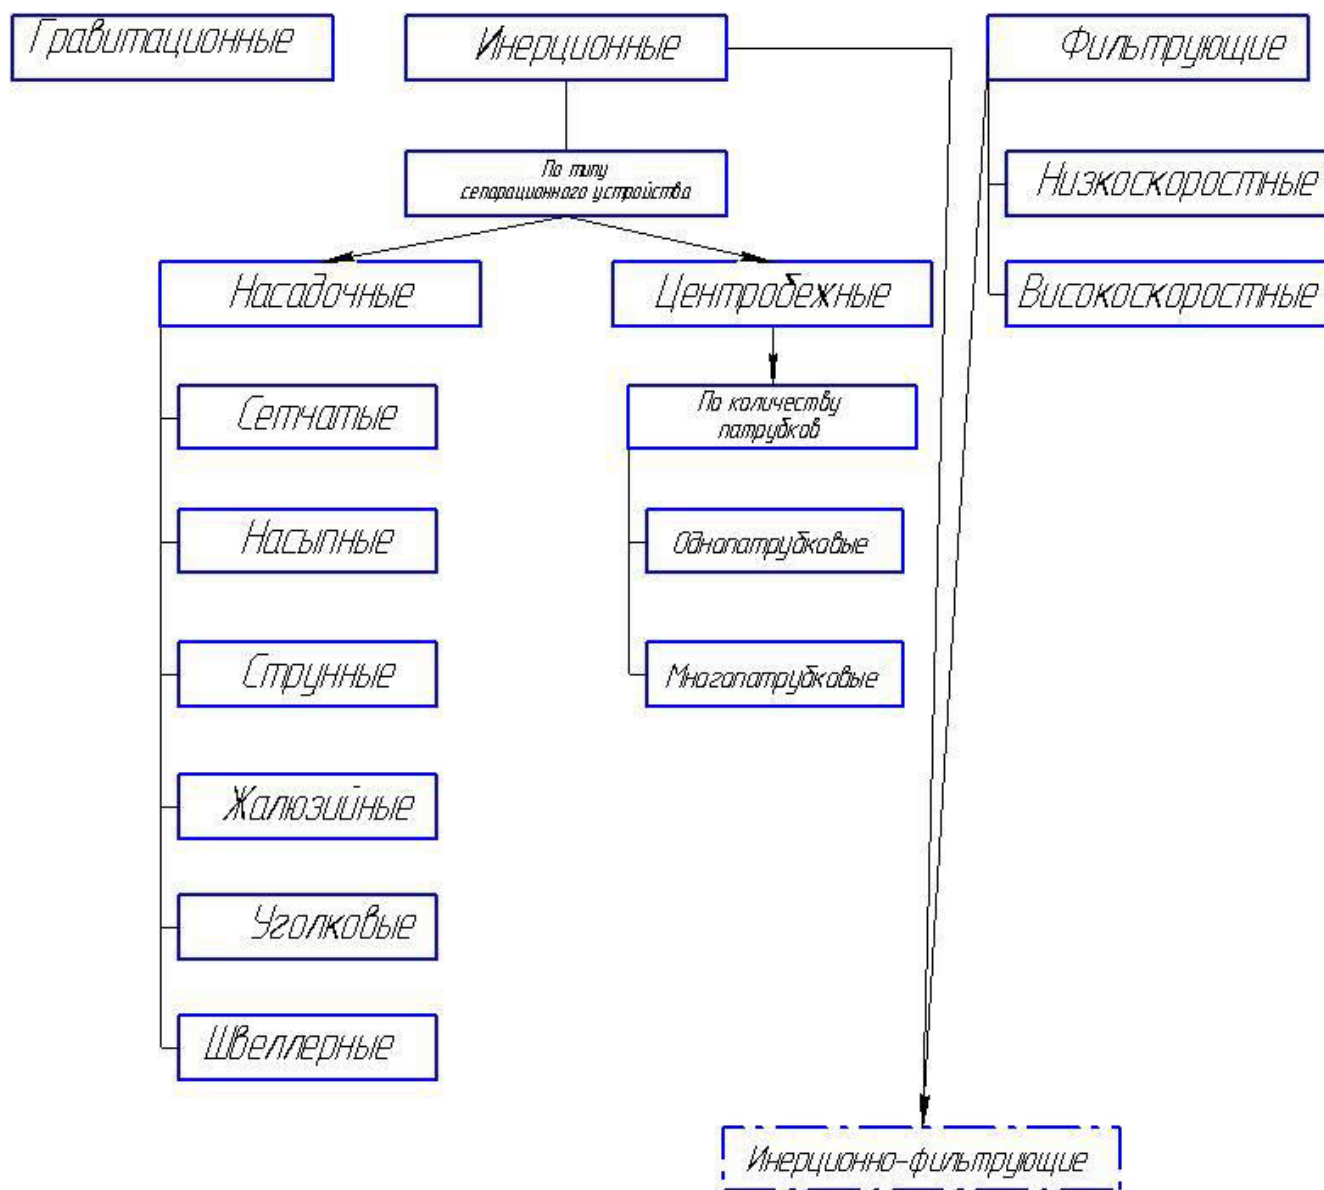 Гравитационные
Инерционные
Фильтрующие
По типу
сепарационного устройства
Низкоскоростные
Насадочные
Центробехные
Високоскоростные
Сетчатые
По количеству
патрубков
Насыпные
Однопатрубковые
Струнные
Многопатрубковые
Жалюзийные
Уголковые
Швеллерные
Инерционно-фильтрующие